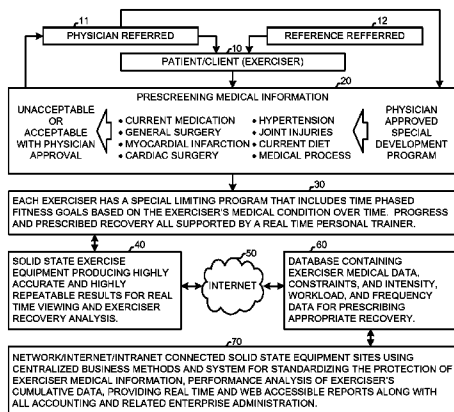 11
PHYSICIAN REFERRED
12
REFERENCE REFFERRED
10
PATIENT/CLIENT (EXERCISER)
20
PRESCREENING MEDICAL INFORMATION
UNACCEPTABLE
OR
ACCEPTABLE
WITH PHYSICIAN
APPROVAL
• CURRENT MEDICATION
• GENERAL SURGERY
• MYOCARDIAL INFARCTION
• CARDIAC SURGERY
• HYPERTENSION
• JOINT INJURIES
• CURRENT DIET
• MEDICAL PROCESS
PHYSICIAN
APPROVED
SPECIAL
DEVELOPMENT
PROGRAM
30
EACH EXERCISER HAS A SPECIAL LIMITING PROGRAM THAT INCLUDES TIME PHASED
FITNESS GOALS BASED ON THE EXERCISER'S MEDICAL CONDITION OVER TIME. PROGRESS
AND PRESCRIBED RECOVERY ALL SUPPORTED BY A REAL TIME PERSONAL TRAINER.
40
SOLID STATE EXERCISE
EQUIPMENT PRODUCING HIGHLY
ACCURATE AND HIGHLY
REPEATABLE RESULTS FOR REAL
TIME VIEWING AND EXERCISER
RECOVERY ANALYSIS.
50
INTERNET
60
DATABASE CONTAINING
EXERCISER MEDICAL DATA,
CONSTRAINTS, AND INTENSITY,
WORKLOAD, AND FREQUENCY
DATA FOR PRESCRIBING
APPROPRIATE RECOVERY.
70
NETWORK/INTERNET/INTRANET CONNECTED SOLID STATE EQUIPMENT SITES USING
CENTRALIZED BUSINESS METHODS AND SYSTEM FOR STANDARDIZING THE PROTECTION OF
EXERCISER MEDICAL INFORMATION, PERFORMANCE ANALYSIS OF EXERCISER'S
CUMULATIVE DATA, PROVIDING REAL TIME AND WEB ACCESSIBLE REPORTS ALONG WITH
ALL ACCOUNTING AND RELATED ENTERPRISE ADMINISTRATION.